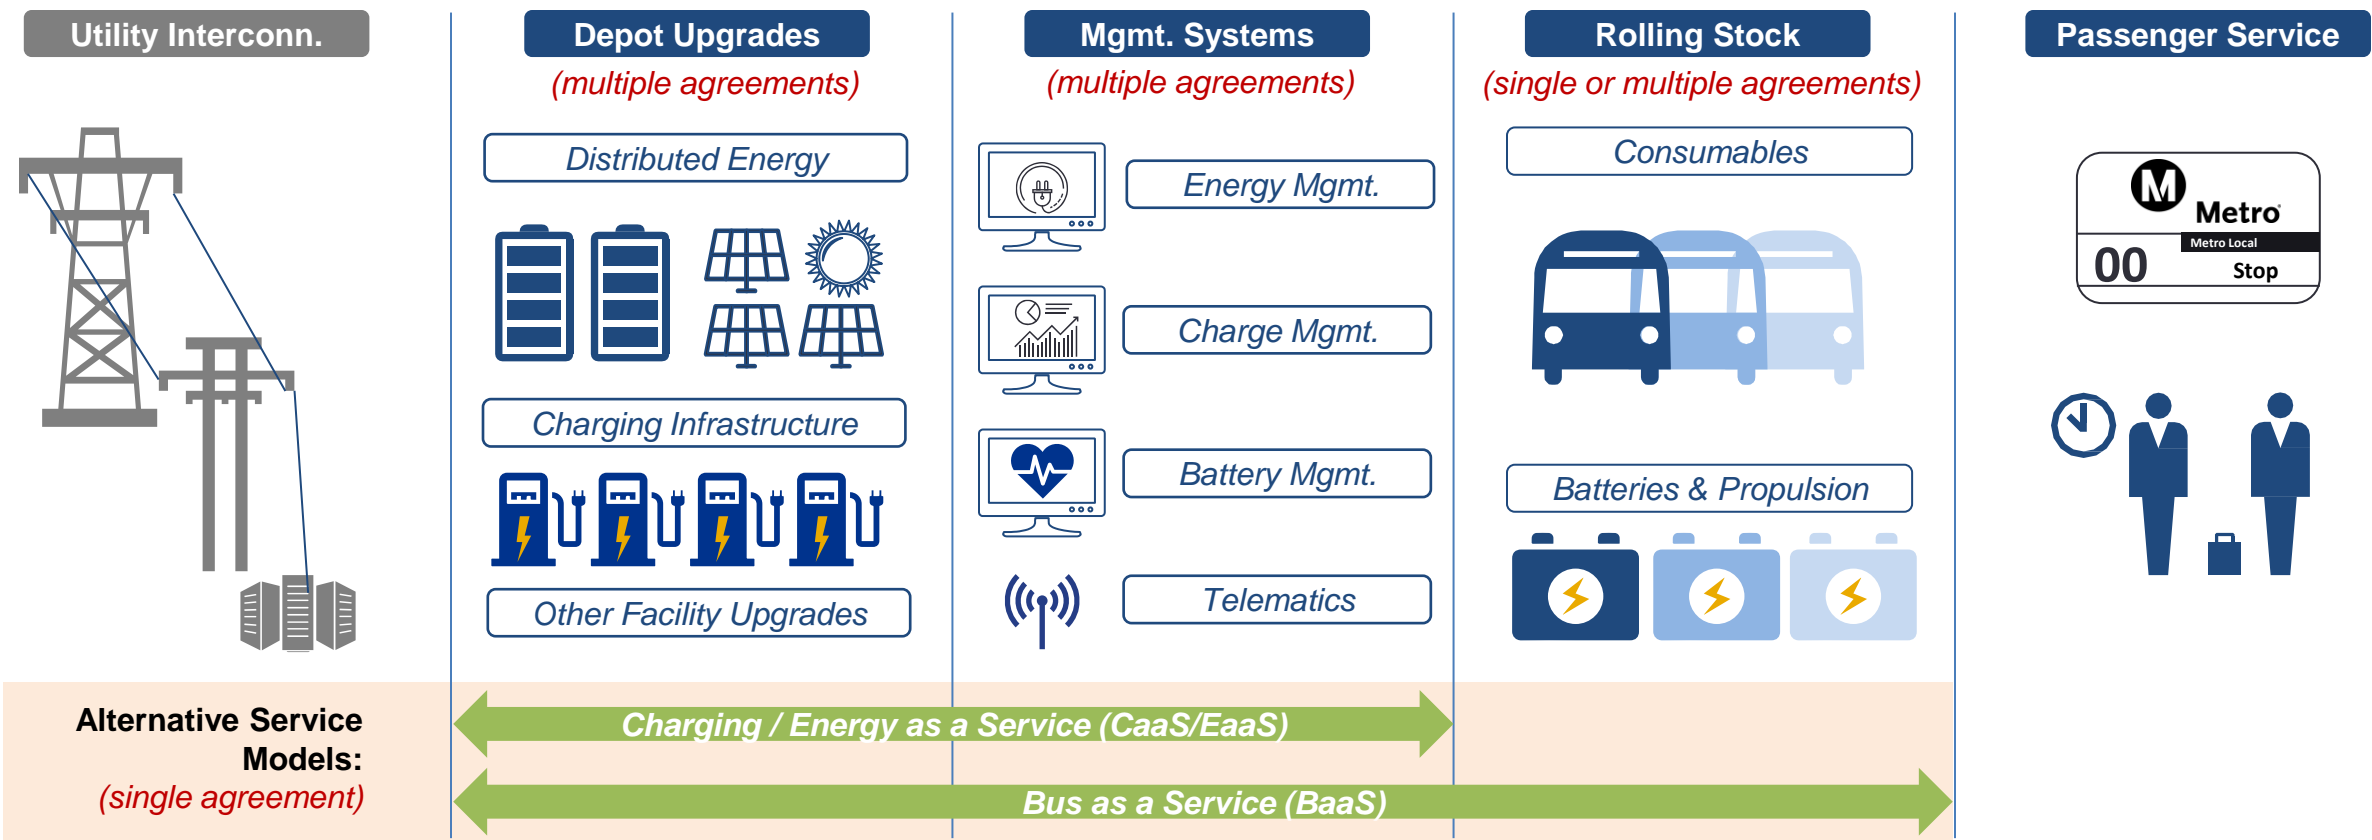 Utility Interconn.
Depot Upgrades
(multiple agreements)
Distributed Energy
Charging Infrastructure
Other Facility Upgrades
Mgmt. Systems
(multiple agreements)
Energy Mgmt.
Charge Mgmt.
Battery Mgmt.
Telematics
Rolling Stock
(single or multiple agreements)
Consumables
Batteries & Propulsion
Passenger Service
M
Metro
Metro Local
00
Stop
Alternative Service
Models:
(single agreement)
Charging / Energy as a Service (CaaS/EaaS)
Bus as a Service (BaaS)